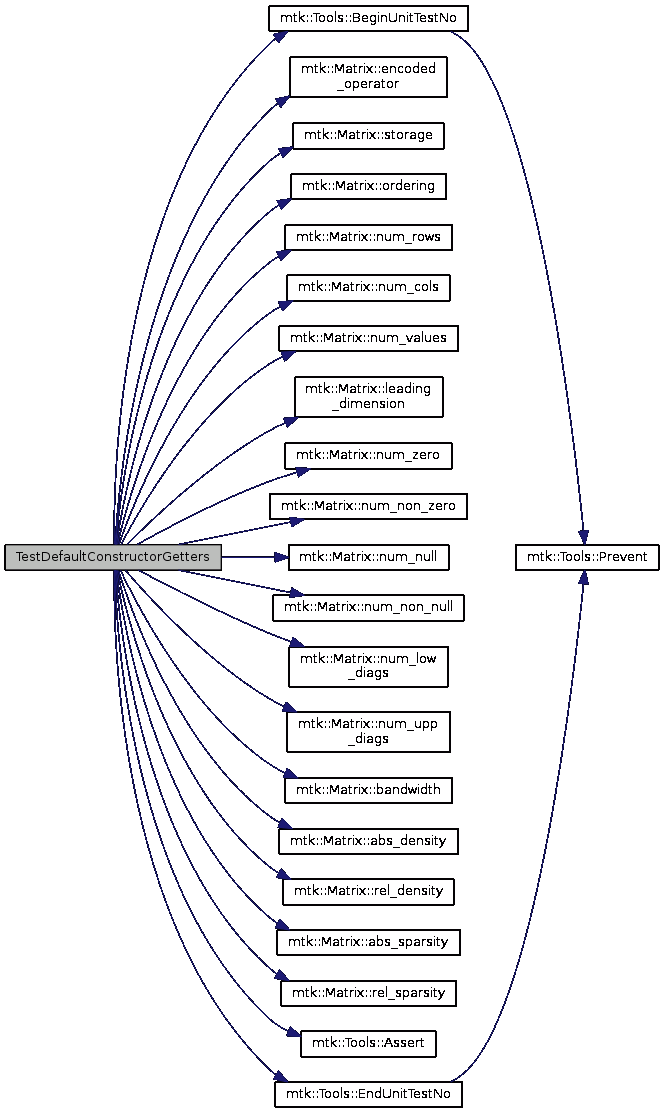 mtk::Tools::BeginUnitTestNo
mtk::Matrix::encoded
_operator
mtk::Matrix::storage
mtk::Matrix::ordering
mtk::Matrix::num_rows
mtk::Matrix::num_cols
mtk::Matrix::num_values
mtk::Matrix::leading
_dimension
mtk::Matrix::num_zero
mtk::Matrix::num_non_zero
TestDefaultConstructorGetters
mtk::Matrix::num_null
mtk::Tools::Prevent
mtk::Matrix::num_non_null
mtk::Matrix::num_low
_diags
mtk::Matrix::num_upp
_diags
mtk::Matrix::bandwidth
mtk::Matrix::abs_density
mtk::Matrix::rel_density
mtk::Matrix::abs_sparsity
mtk::Matrix::rel_sparsity
mtk::Tools::Assert
mtk::Tools::EndUnitTestNo